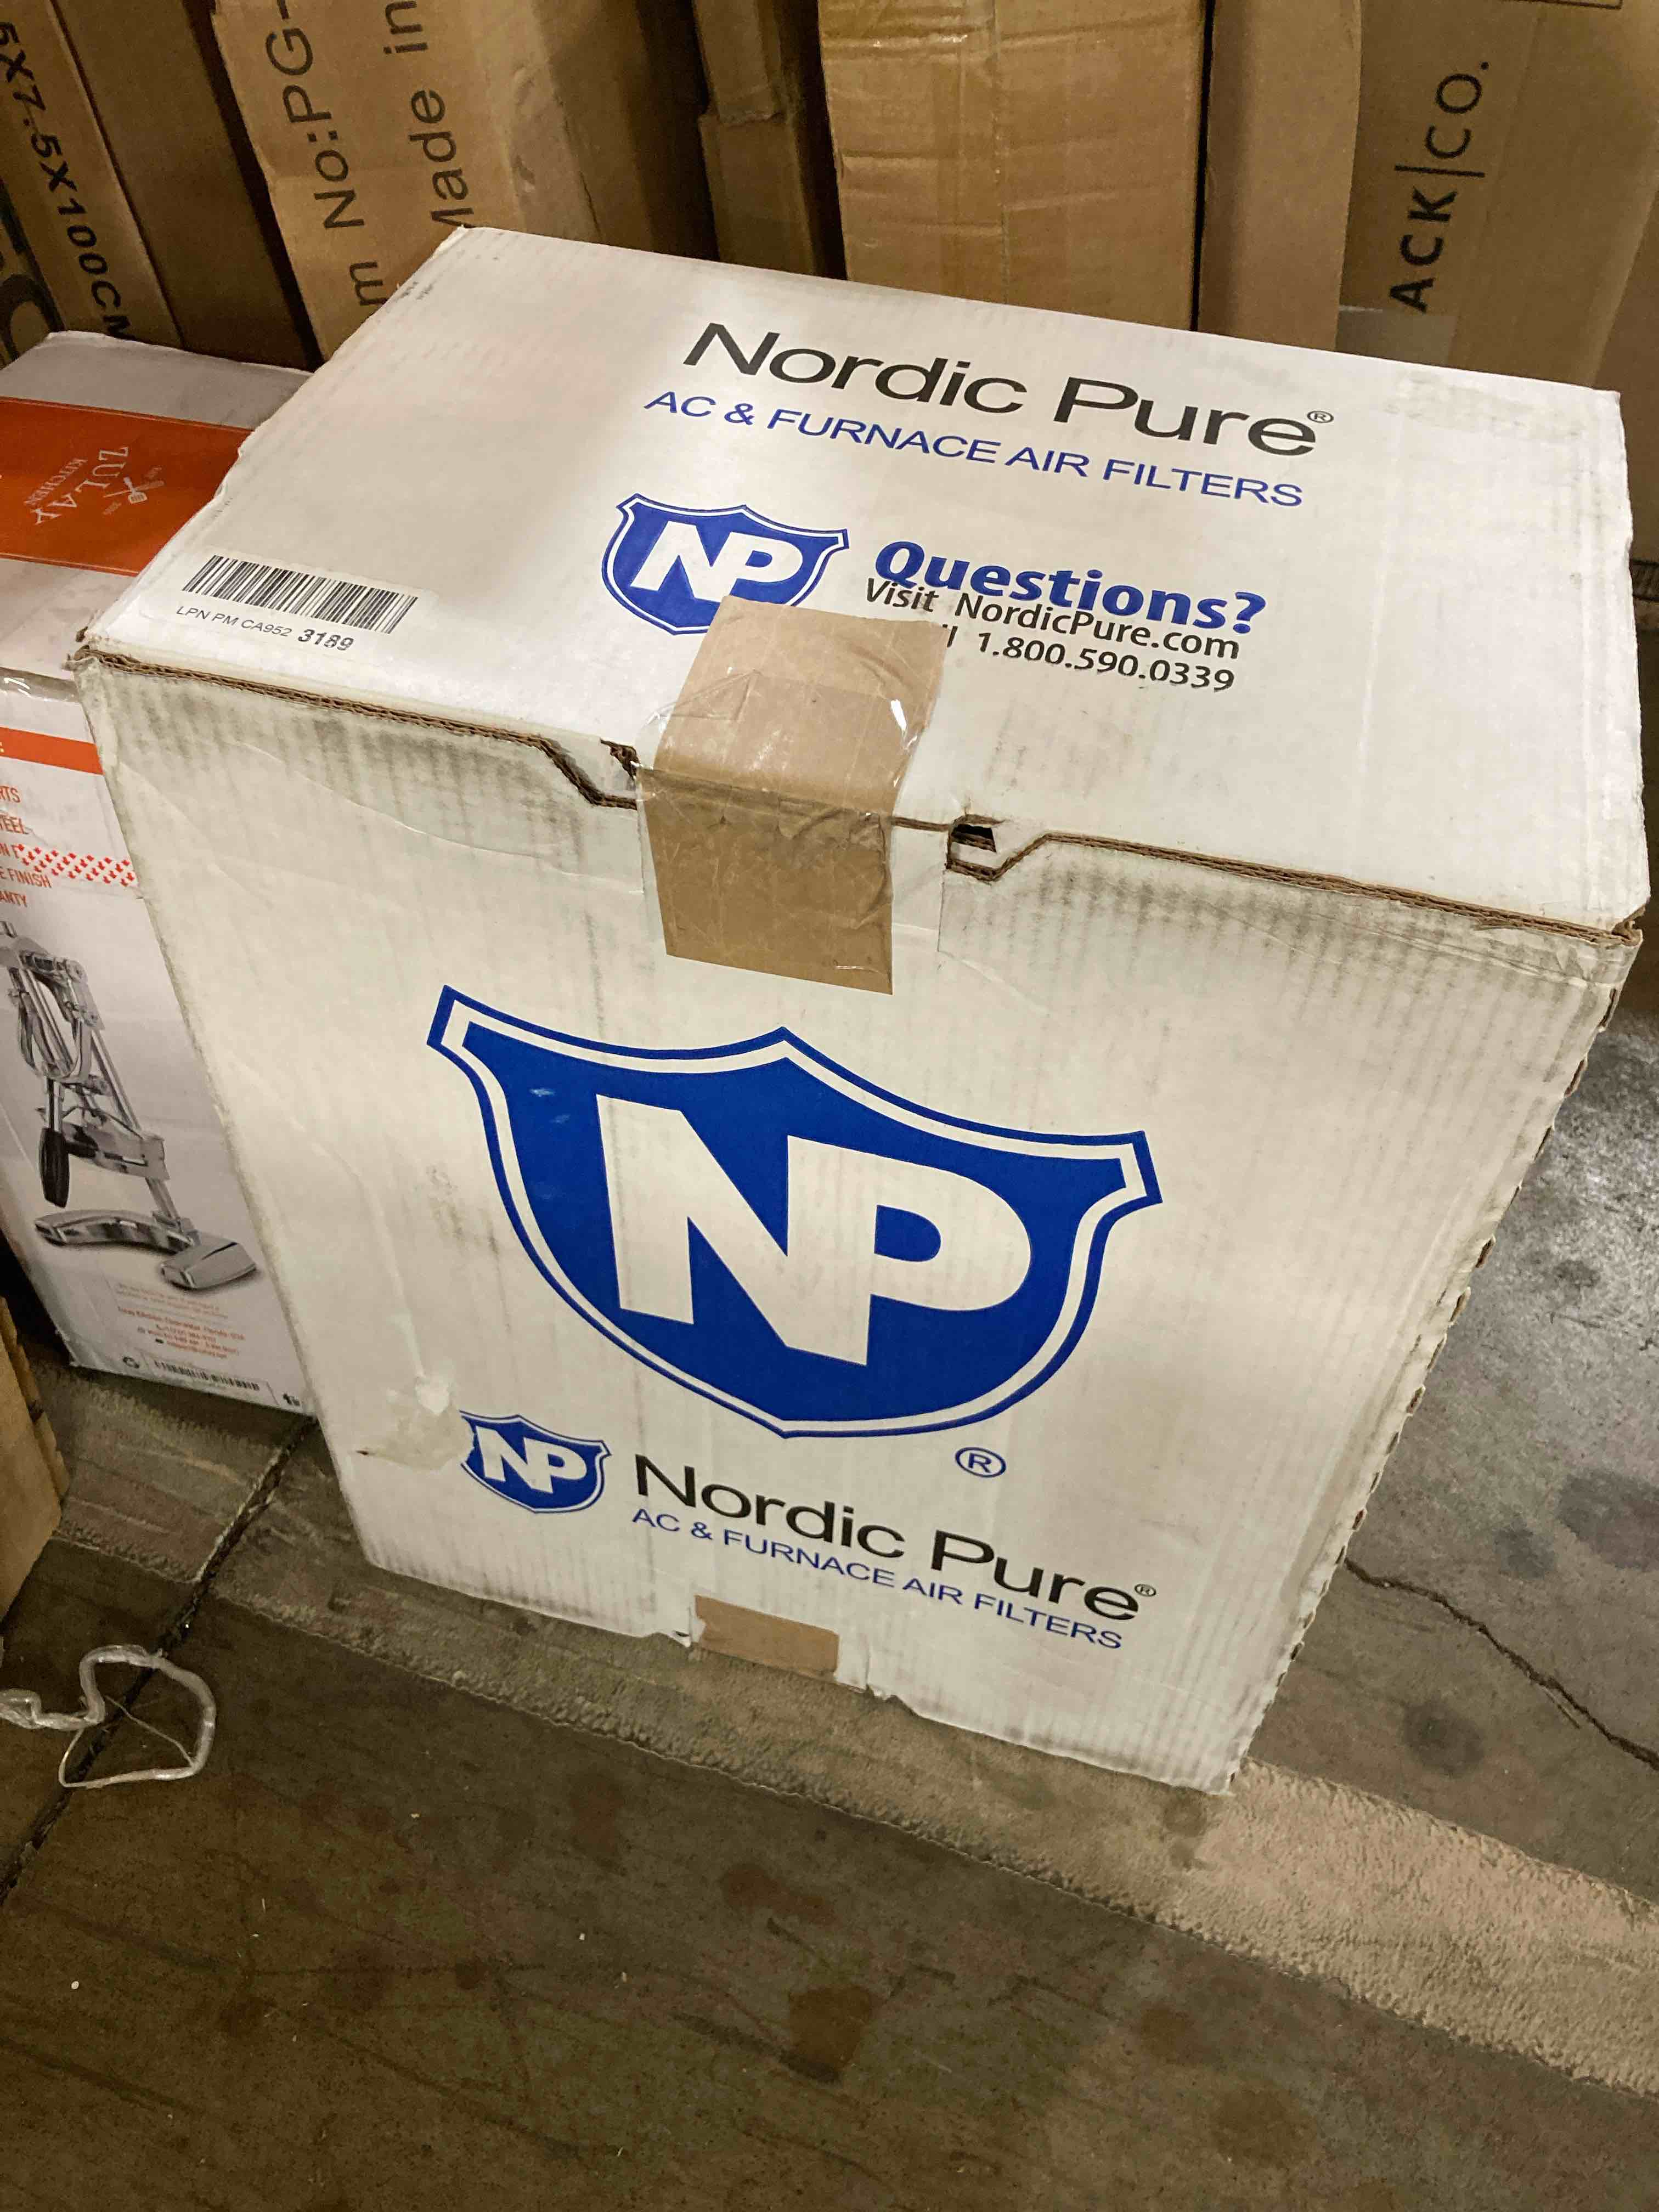 5X7.5X100CM
m No:PG-
Made in
ACK|CO.
ZULAY
KITCHEN
Nordic Pure®
AC & FURNACE AIR FILTERS
NP
Questions?
Visit NordicPure.com
1.800.590.0339
LPN PM CA952 3189
NP
®
NP
Nordic Pure®
AC & FURNACE AIR FILTERS
FINISH